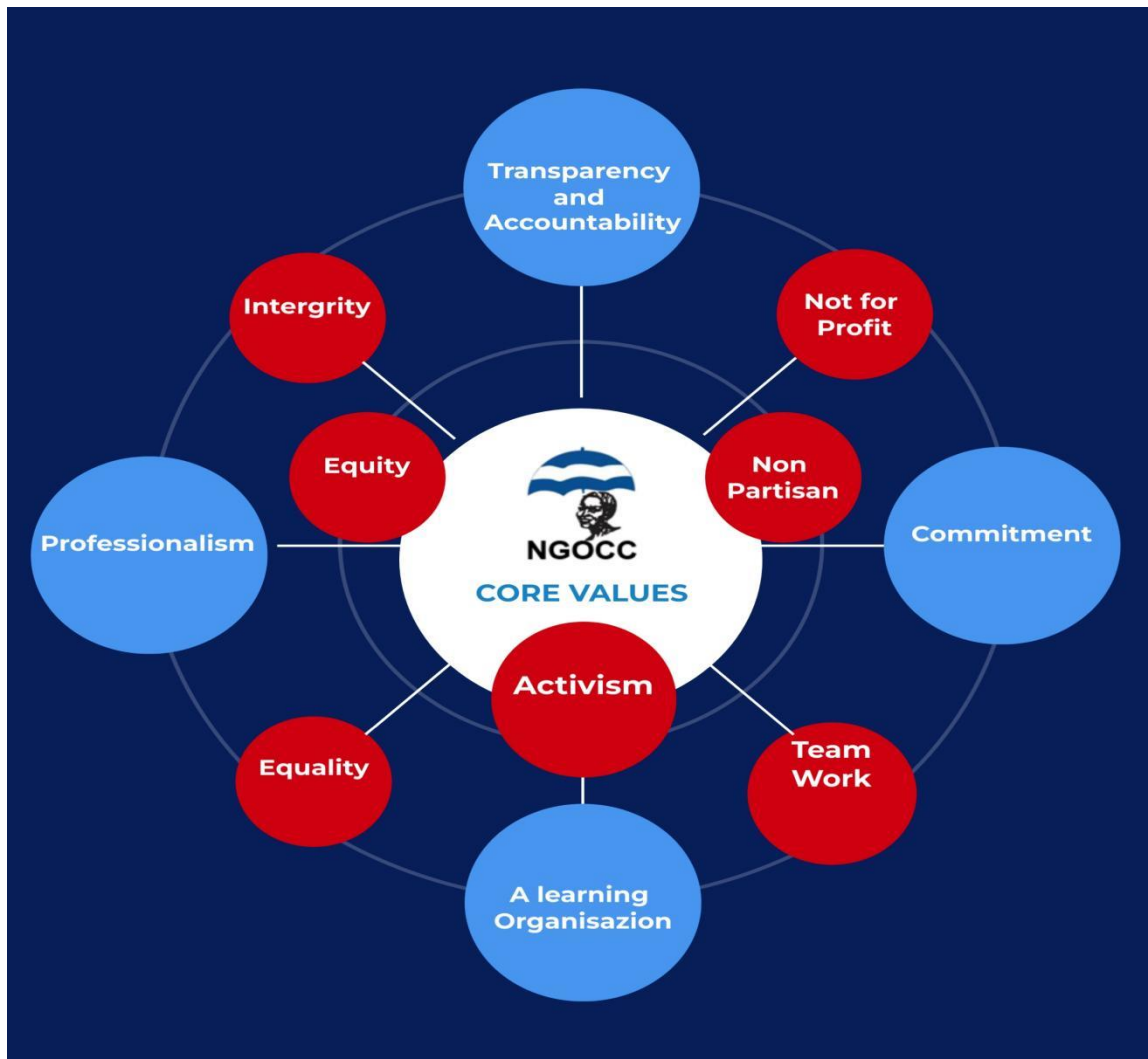 Transparency
and
Accountability
Intergrity
Not for
Profit
Equity
Non
Partisan
NGOCC
CORE VALUES
Professionalism
Commitment
Activism
Equality
Team
Work
A learning
Organisazion